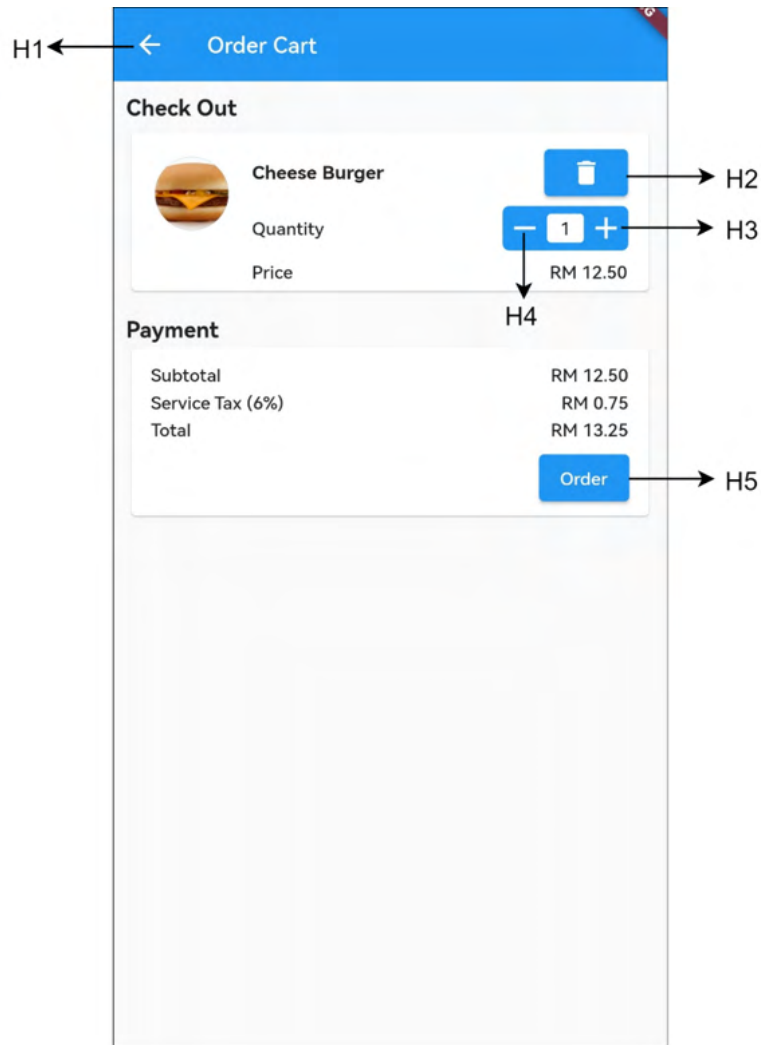 H1
Order Cart
Check Out
Cheese Burger
H2
Quantity
1
H3
Price
RM 12.50
H4
Payment
Subtotal
RM 12.50
Service Tax (6%)
RM 0.75
Total
RM 13.25
Order
H5